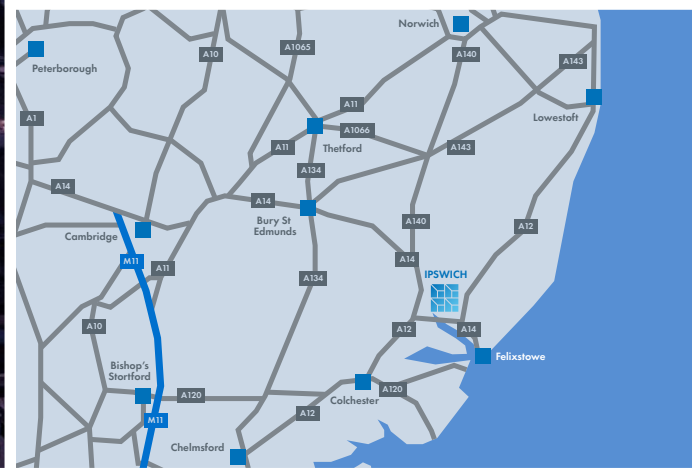 Norwich
A10
A1065
A140
Peterborough
A143
A11
A1
Lowestoft
A1066
A11
Thetford
A143
A134
A14
A14
Bury St
Edmunds
A140
A12
Cambridge
M11
A11
A14
IPSWICH
A134
A10
A12
A14
Felixstowe
Bishop's
Stortford
A120
A120
Colchester
A12
M11
Chelmsford